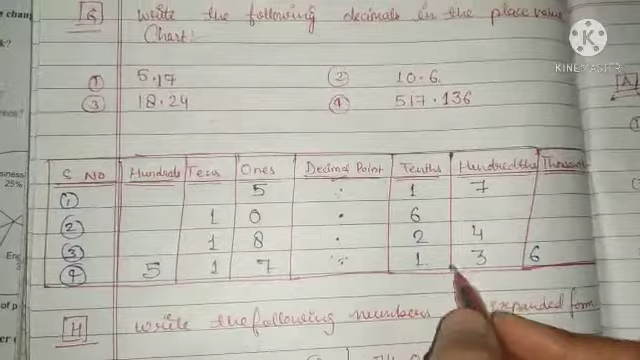 G Write the following decimals in the place value
Chart:
① 5.17 ② 10.6
③ 18.24 ④ 517.136
KINEMASTER
S NO Hundreds Tens Ones Decimal Point Tenths Hundredths Thousand
① 5 . 1 7
② 1 0 . 6
③ 1 8 . 2 4
④ 5 1 7 . 1 3 6
H Write the following numbers expanded form
25%